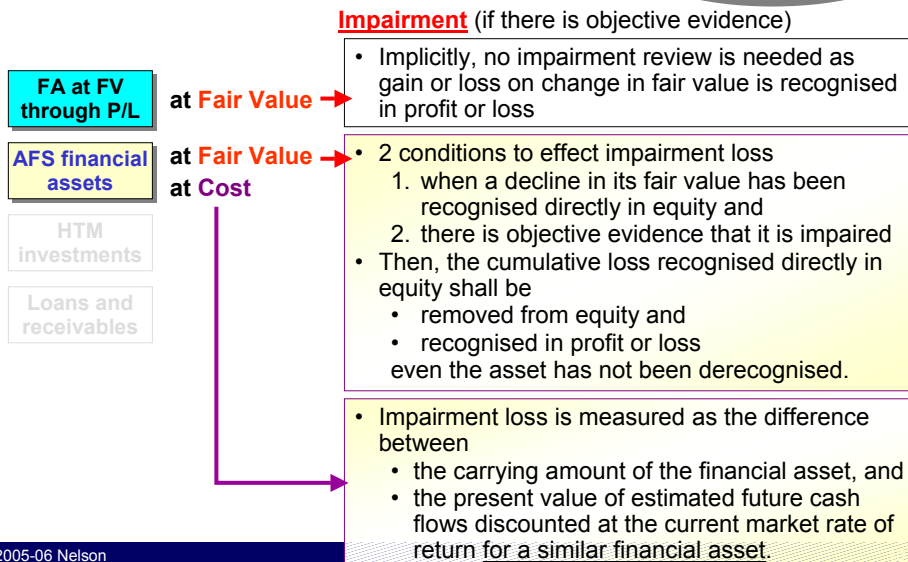 Impairment (if there is objective evidence)
FA at FV
through P/L
at Fair Value
• Implicitly, no impairment review is needed as
gain or loss on change in fair value is recognised
in profit or loss
AFS financial
assets
at Fair Value
at Cost
• 2 conditions to effect impairment loss
1. when a decline in its fair value has been
recognised directly in equity and
2. there is objective evidence that it is impaired
• Then, the cumulative loss recognised directly in
equity shall be
• removed from equity and
• recognised in profit or loss
even the asset has not been derecognised.
HTM
investments
Loans and
receivables
• Impairment loss is measured as the difference
between
• the carrying amount of the financial asset, and
• the present value of estimated future cash
flows discounted at the current market rate of
return for a similar financial asset.
2005-06 Nelson